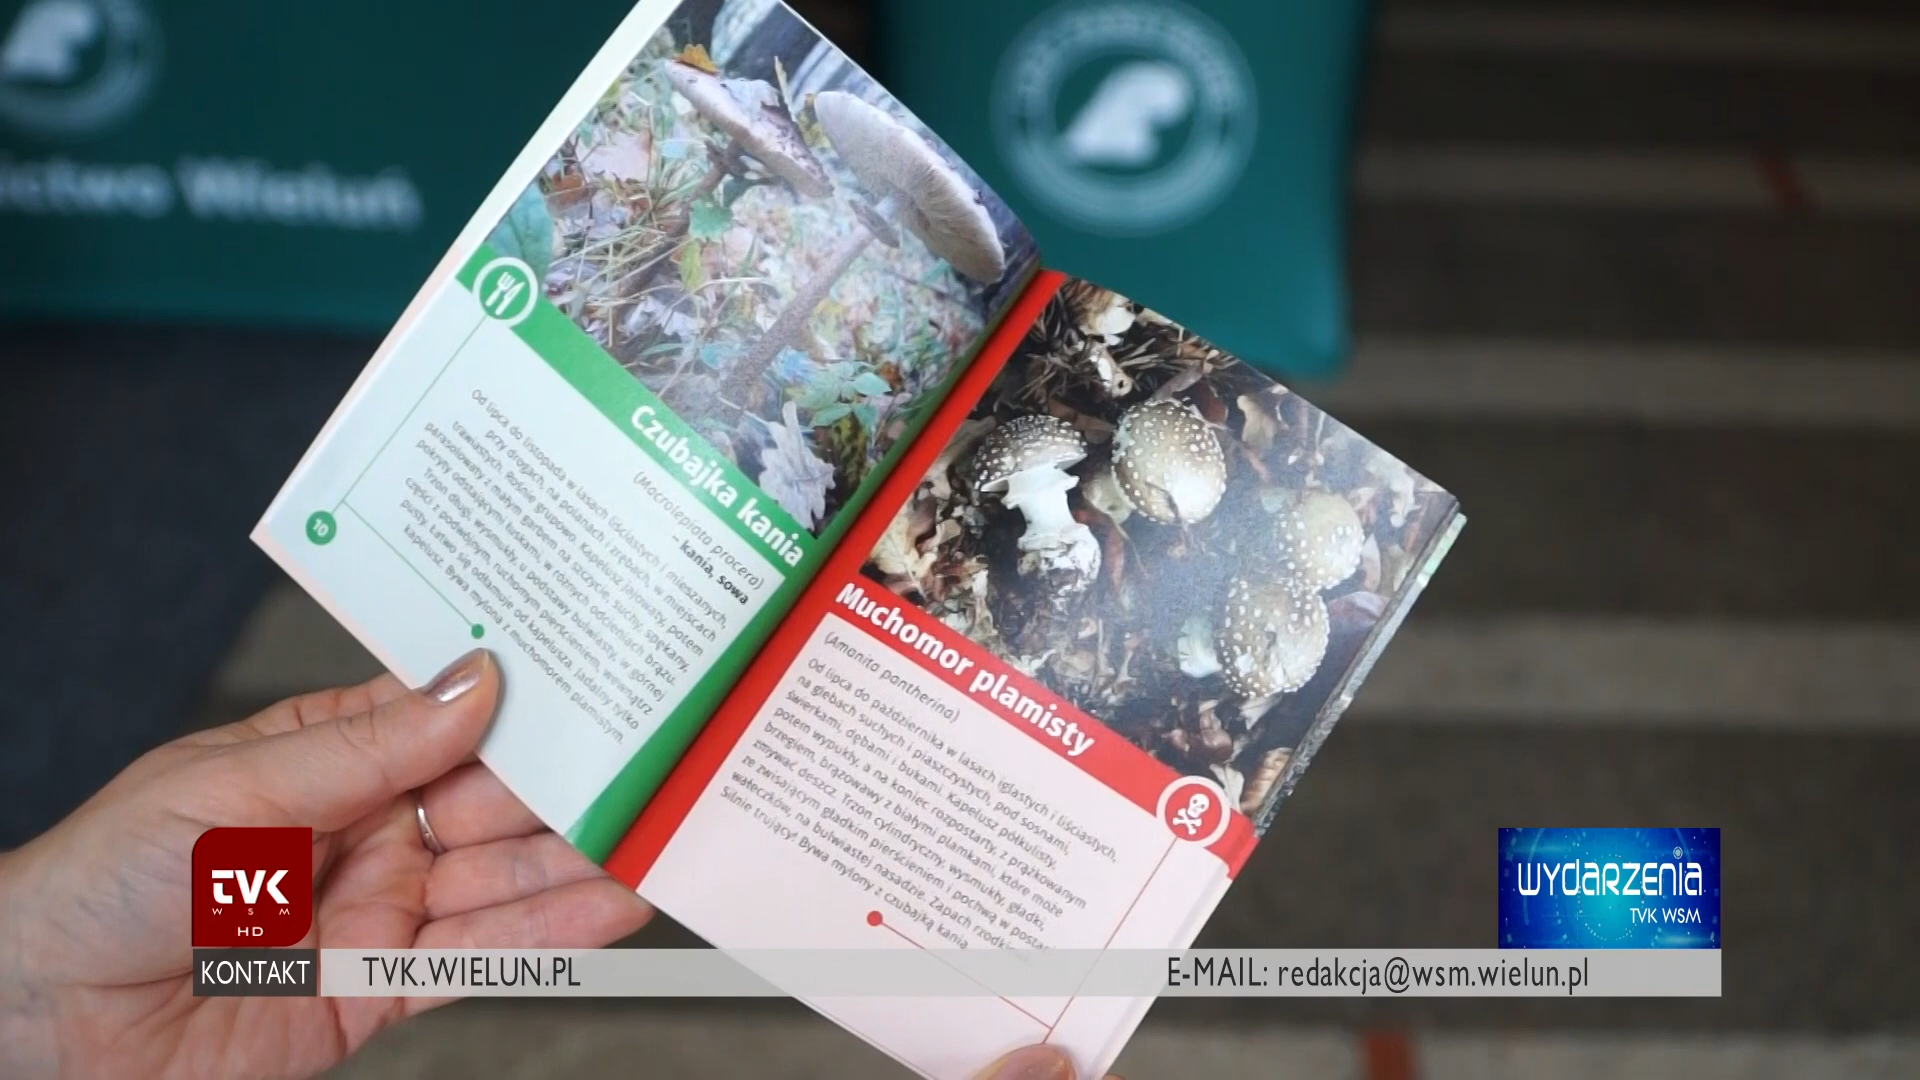 nictwo Wieluń
Czubajka kania
(Macrolepiota procera)
– kania, sowa
Od lipca do listopada w lasach liściastych i mieszanych,
przy drogach, na polanach i zrębach, w miejscach
trawiastych. Rośnie grupowo. Kapelusz jajowaty, potem
parasolowaty z małym garbem na szczycie, suchy, spękany,
pokryty odstającymi łuskami, w różnych odcieniach brązu.
Trzon długi, wysmukły, u podstawy bulwiasty, w górnej
części z podwójnym ruchomym pierścieniem, wewnątrz
pusty. Łatwo się odłamuje od kapelusza. Jadalny tylko
kapelusz. Bywa mylona z muchomorem plamistym.
10
Muchomor plamisty
(Amanita pantherina)
Od lipca do października w lasach iglastych i liściastych,
na glebach suchych i piaszczystych, pod sosnami,
świerkami, dębami i bukami. Kapelusz półkulisty,
potem wypukły, a na koniec rozpostarty, z prążkowanym
brzegiem, brązowawy z białymi plamkami, które może
zmywać deszcz. Trzon cylindryczny, wysmukły, gładki,
ze zwisającym gładkim pierścieniem i pochwą w postaci
wałeczków, na bulwiastej nasadzie. Zapach
Silnie trujący! Bywa mylony z czubajką kanią.
TVK
WSM
HD
WYDARZENIA
TVK WSM
KONTAKT TVK.WIELUN.PL E-MAIL: redakcja@wsm.wielun.pl